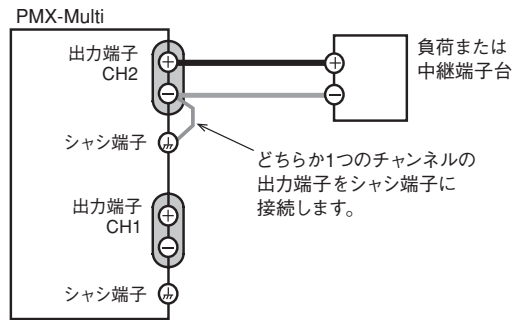 PMX-Multi
出力端子
CH2
+
−
負荷または
中継端子台
+
−
シャシ端子
どちらか1つのチャンネルの
出力端子をシャシ端子に
接続します。
出力端子
CH1
+
−
シャシ端子